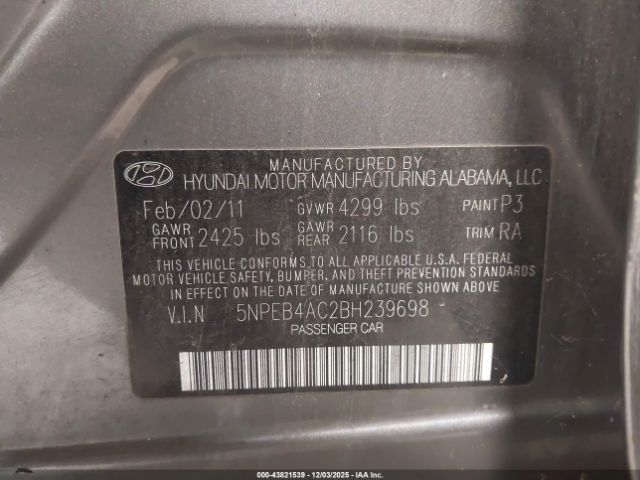 MANUFACTURED BY
HYUNDAI MOTOR MANUFACTURING ALABAMA, LLC
Feb/02/11 GVWR 4299 lbs PAINT P3
GAWR FRONT 2425 lbs GAWR REAR 2116 lbs TRIM RA
THIS VEHICLE CONFORMS TO ALL APPLICABLE U.S.A. FEDERAL
MOTOR VEHICLE SAFETY, BUMPER, AND THEFT PREVENTION
STANDARDS IN EFFECT ON THE
DATE OF MANUFACTURE SHOWN ABOVE
V.I.N 5NPEB4AC2BH239698
PASSENGER CAR
000-43821539 - 12/03/2025 - IAA Inc.